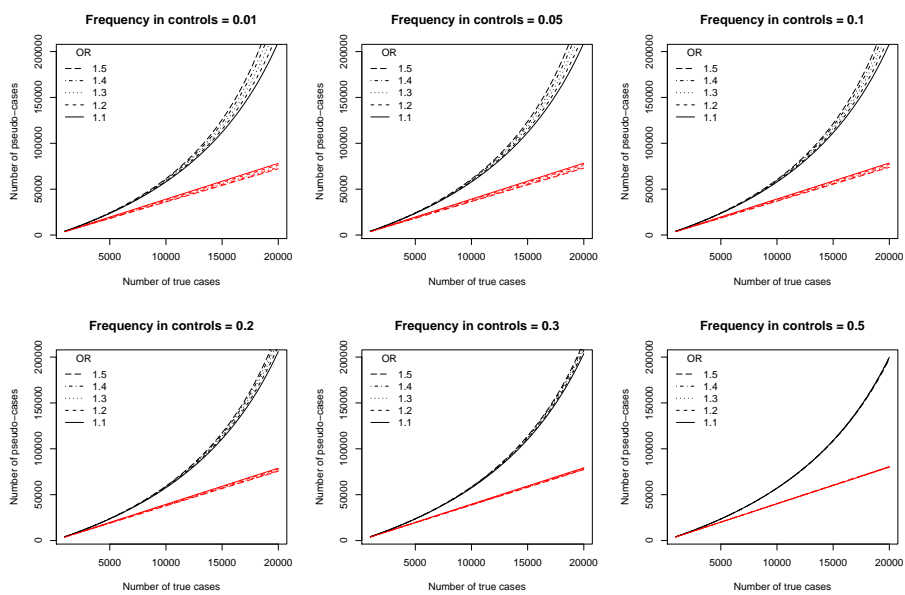 Frequency in controls = 0.01
Number of pseudo−cases
200000
150000
100000
50000
0
OR
1.5
1.4
1.3
1.2
1.1
5000 10000 15000 20000
Number of true cases
Frequency in controls = 0.05
Number of pseudo−cases
200000
150000
100000
50000
0
OR
1.5
1.4
1.3
1.2
1.1
5000 10000 15000 20000
Number of true cases
Frequency in controls = 0.1
Number of pseudo−cases
200000
150000
100000
50000
0
OR
1.5
1.4
1.3
1.2
1.1
5000 10000 15000 20000
Number of true cases
Frequency in controls = 0.2
Number of pseudo−cases
200000
150000
100000
50000
0
OR
1.5
1.4
1.3
1.2
1.1
5000 10000 15000 20000
Number of true cases
Frequency in controls = 0.3
Number of pseudo−cases
200000
150000
100000
50000
0
OR
1.5
1.4
1.3
1.2
1.1
5000 10000 15000 20000
Number of true cases
Frequency in controls = 0.5
Number of pseudo−cases
200000
150000
100000
50000
0
OR
1.5
1.4
1.3
1.2
1.1
5000 10000 15000 20000
Number of true cases